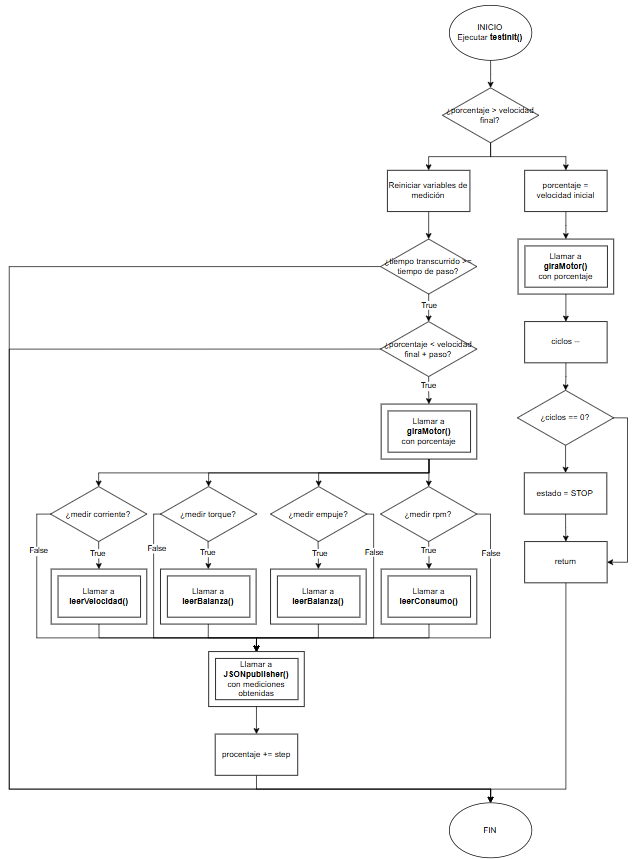 INICIO
Ejecutar testInit()
¿porcentaje > velocidad
final?
Reiniciar variables de
medición
porcentaje =
velocidad inicial
¿tiempo transcurrido >=
tiempo de paso?
Llamar a
giraMotor()
con porcentaje
True
¿porcentaje < velocidad
final + paso?
ciclos --
True
Llamar a
giraMotor()
con porcentaje
¿ciclos == 0?
estado = STOP
¿medir corriente?
¿medir torque?
¿medir empuje?
¿medir rpm?
False
True
False
True
True
False
True
False
return
Llamar a
leerVelocidad()
Llamar a
leerBalanza()
Llamar a
leerBalanza()
Llamar a
leerConsumo()
Llamar a
JSONpublisher()
con mediciones
obtenidas
procentaje += step
FIN